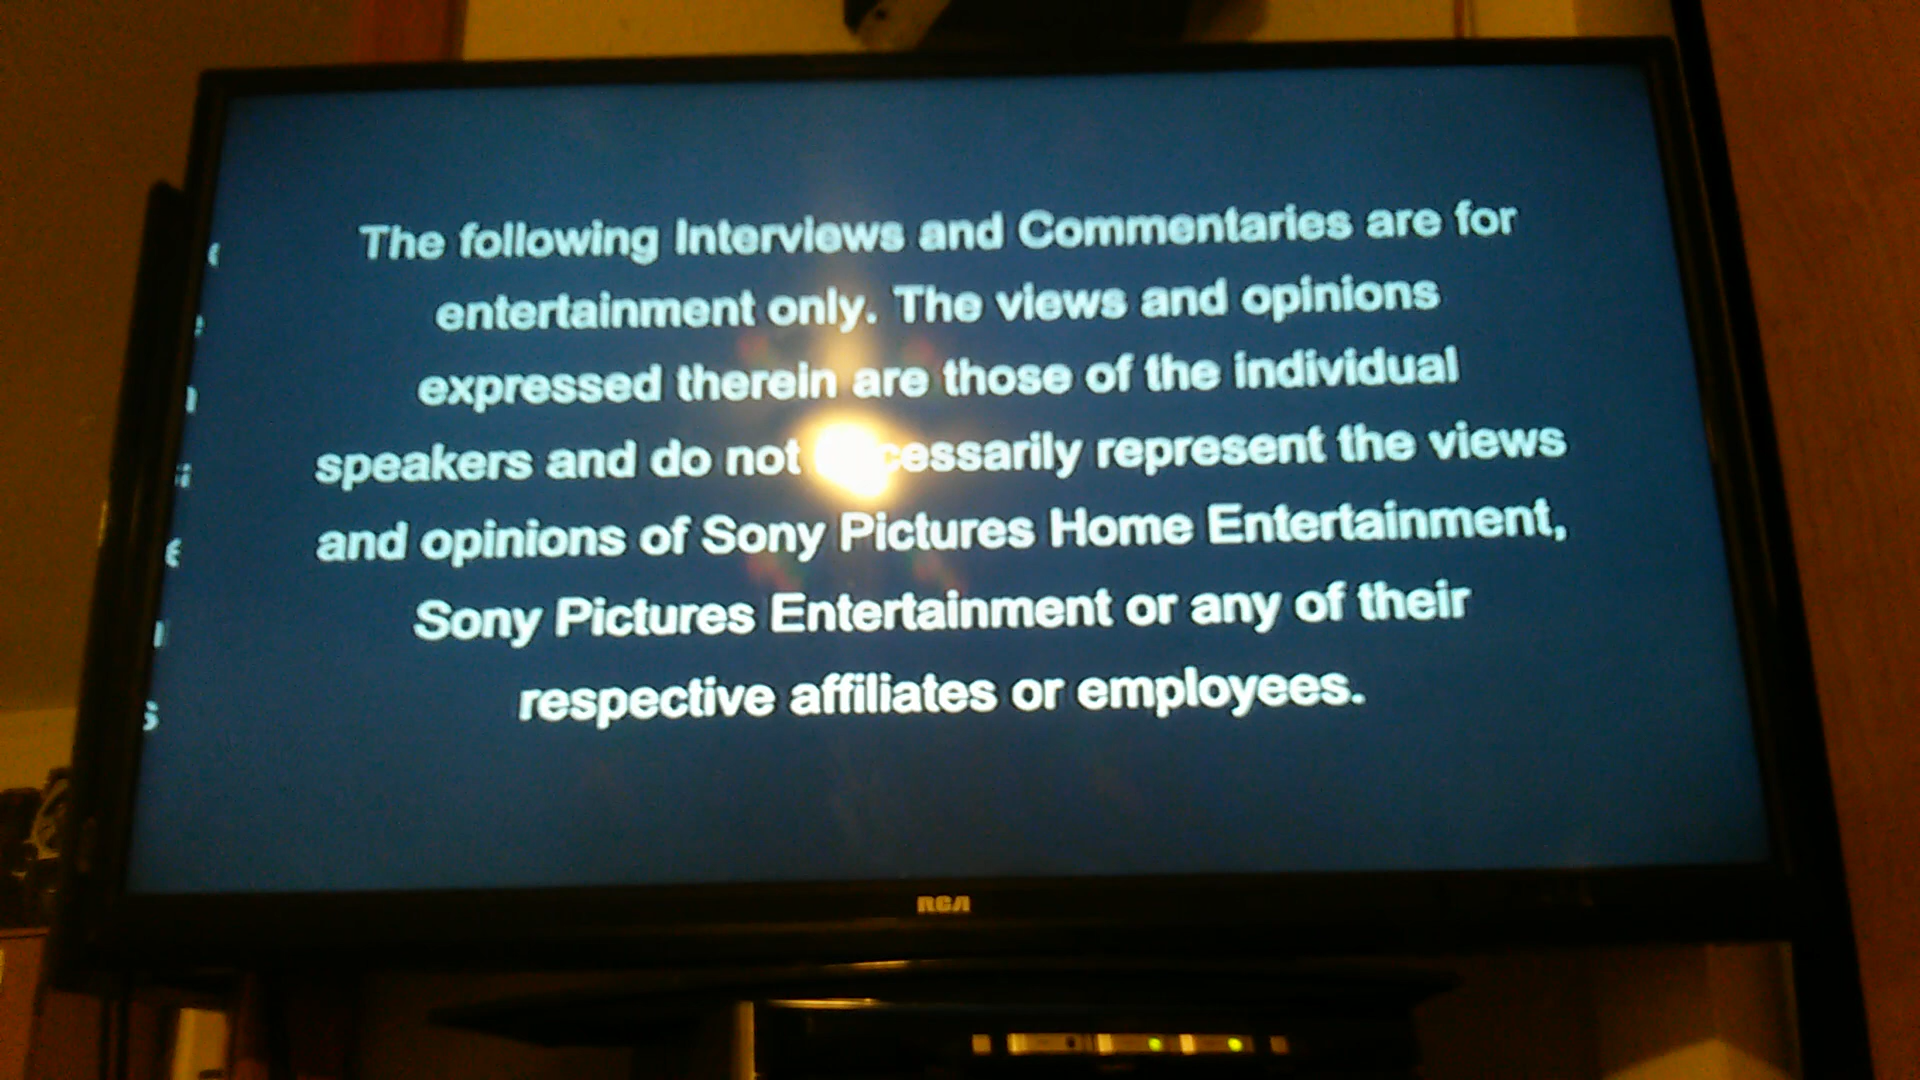 The following Interviews and Commentaries are for
entertainment only. The views and opinions
expressed therein are those of the individual
speakers and do not represent the views
and opinions of Sony Pictures Home Entertainment,
Sony Pictures Entertainment or any of their
respective affiliates or employees.
RCA